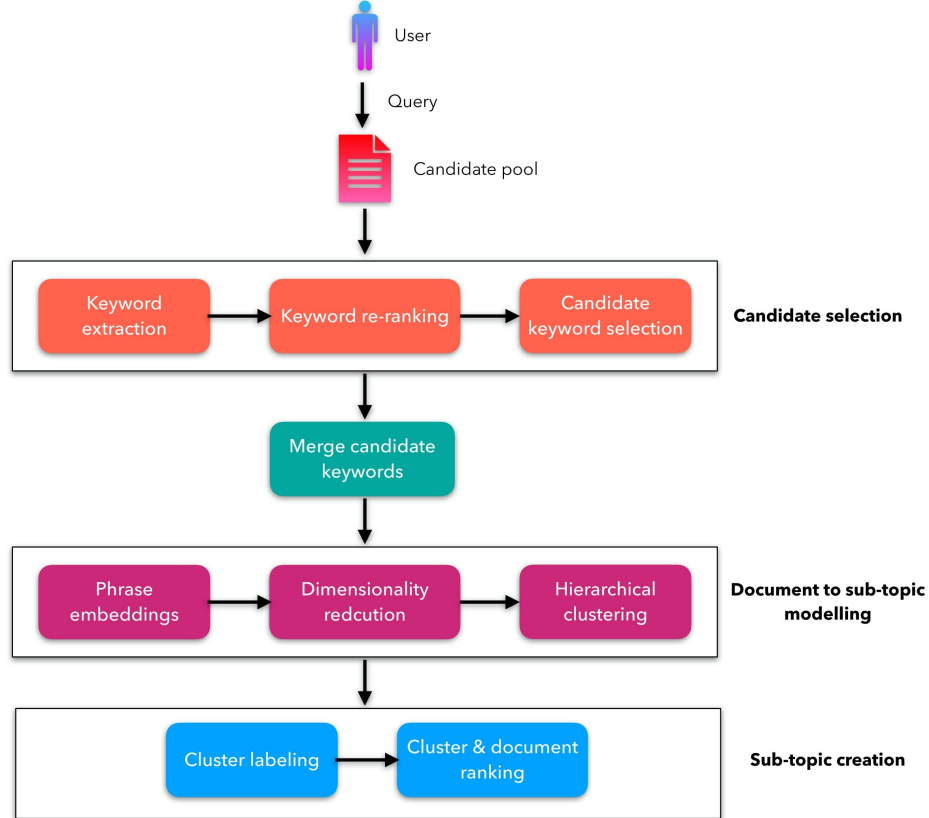 User
Query
Candidate pool
Keyword
extraction
Keyword re-ranking
Candidate
keyword selection
Candidate selection
Merge candidate
keywords
Phrase
embeddings
Dimensionality
redcution
Hierarchical
clustering
Document to sub-topic
modelling
Cluster labeling
Cluster & document
ranking
Sub-topic creation